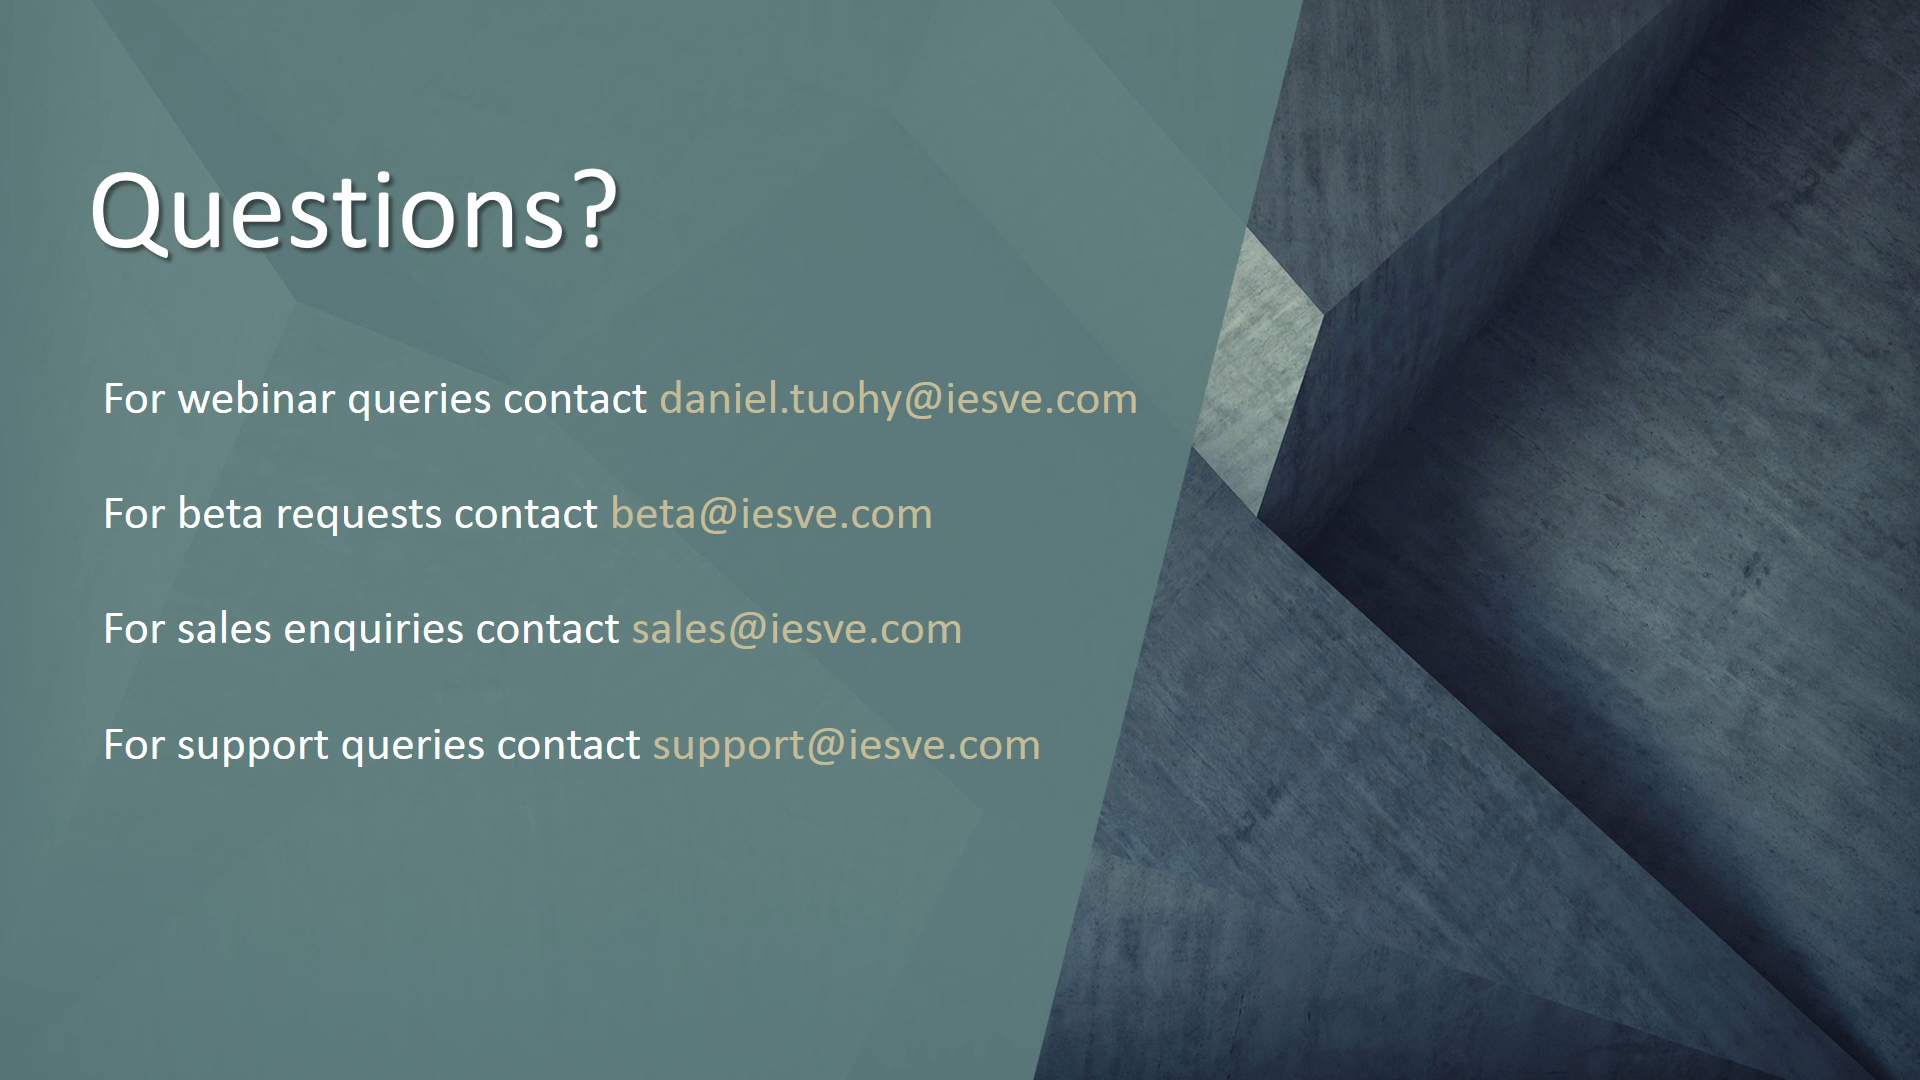 Questions?
For webinar queries contact daniel.tuohy@iesve.com
For beta requests contact beta@iesve.com
For sales enquiries contact sales@iesve.com
For support queries contact support@iesve.com